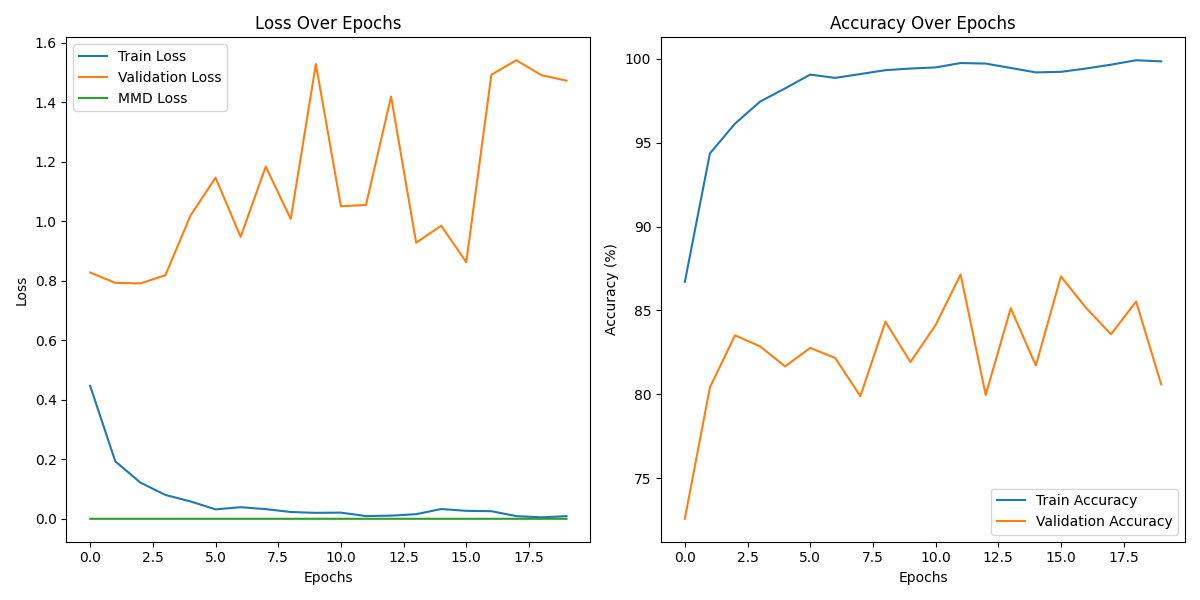 Loss Over Epochs
Train Loss
Validation Loss
MMD Loss
1.6
1.4
1.2
1.0
0.8
0.6
0.4
0.2
0.0
Loss
0.0 2.5 5.0 7.5 10.0 12.5 15.0 17.5
Epochs
Accuracy Over Epochs
100
95
90
85
80
75
Accuracy (%)
Train Accuracy
Validation Accuracy
0.0 2.5 5.0 7.5 10.0 12.5 15.0 17.5
Epochs